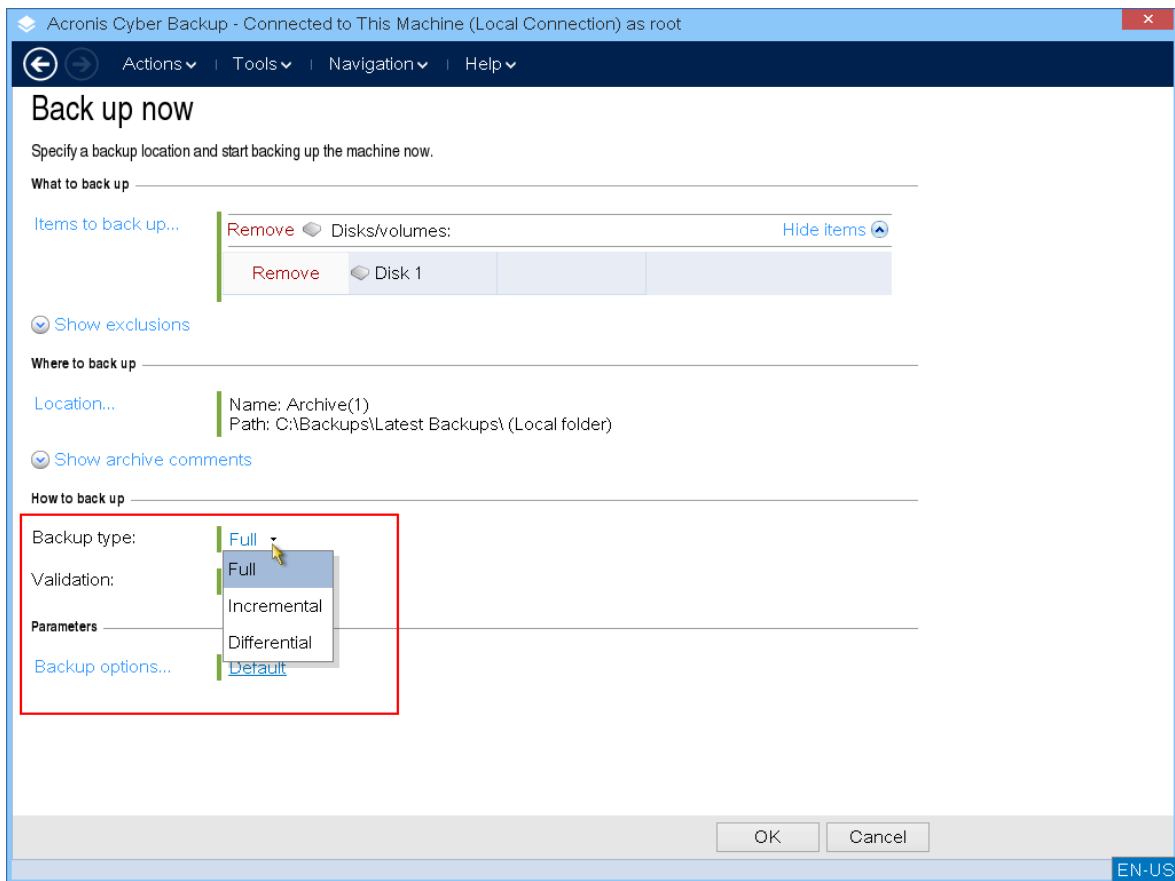 Acronis Cyber Backup - Connected to This Machine (Local Connection) as root
Actions Tools Navigation Help
Back up now
Specify a backup location and start backing up the machine now.
What to back up
Items to back up...
Remove Disks/volumes: Hide items
Remove Disk 1
Show exclusions
Where to back up
Location...
Name: Archive(1)
Path: C:\Backups\Latest Backups\ (Local folder)
Show archive comments
How to back up
Backup type: Full
Full
Validation:
Incremental
Parameters
Differential
Backup options... Default
OK Cancel
EN-US